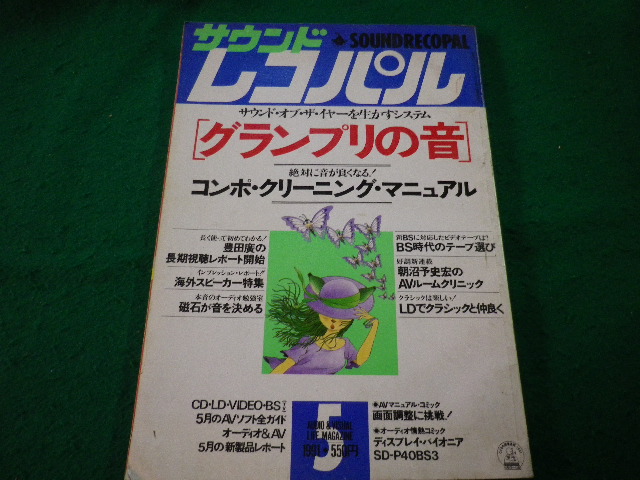 サウンド
レコパル
SOUNDRECOPAL
サウンド・オブ・ザ・イヤーを生かすシステム
[グランプリの音]
絶対に音が良くなる!
コンポ・クリーニング・マニュアル
長く使って初めてわかる!
豊田廣の
長期視聴レポート開始
インプレッション・レポート!!
海外スピーカー特集
本音のオーディオ勉強室
磁石が音を決める
新BSに対応したビデオテープは?
BS時代のテープ選び
好調新連載
朝沼予史宏の
AVルームクリニック
クラシックは楽しい!
LDでクラシックと仲良く
CD・LD・VIDEO・BS
5月のAVソフト全ガイド
オーディオ&AV
5月の新製品レポート
5
AUDIO & VISUAL
LIFE MAGAZINE
1991 550円
AVマニュアル・コミック
画面調整に挑戦!
オーディオ情熱コミック
ディスプレイ・パイオニア
SD-P40BS3